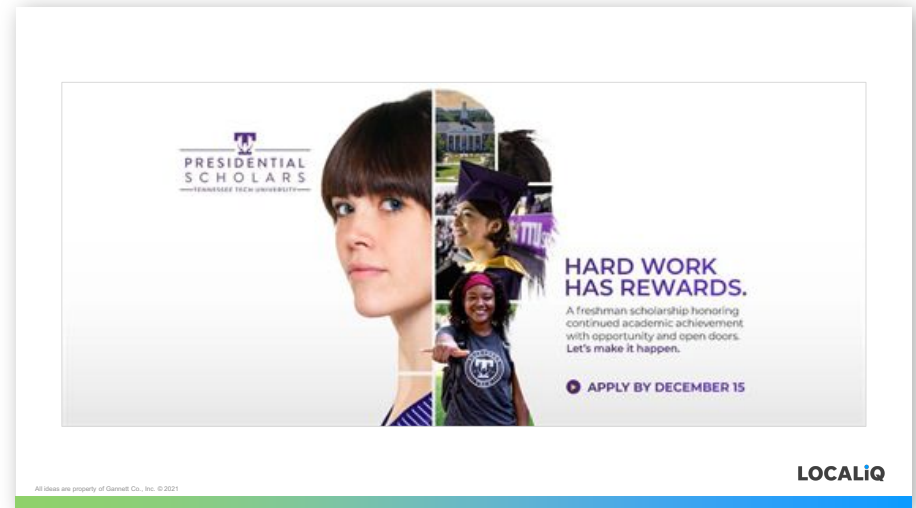 PRESIDENTIAL
SCHOLARS
TENNESSEE TECH UNIVERSITY
HARD WORK
HAS REWARDS.
A freshman scholarship honoring
continued academic achievement
with opportunity and open doors.
Let's make it happen.
APPLY BY DECEMBER 15
LOCALiQ
All ideas are property of Gannett Co., Inc. © 2021